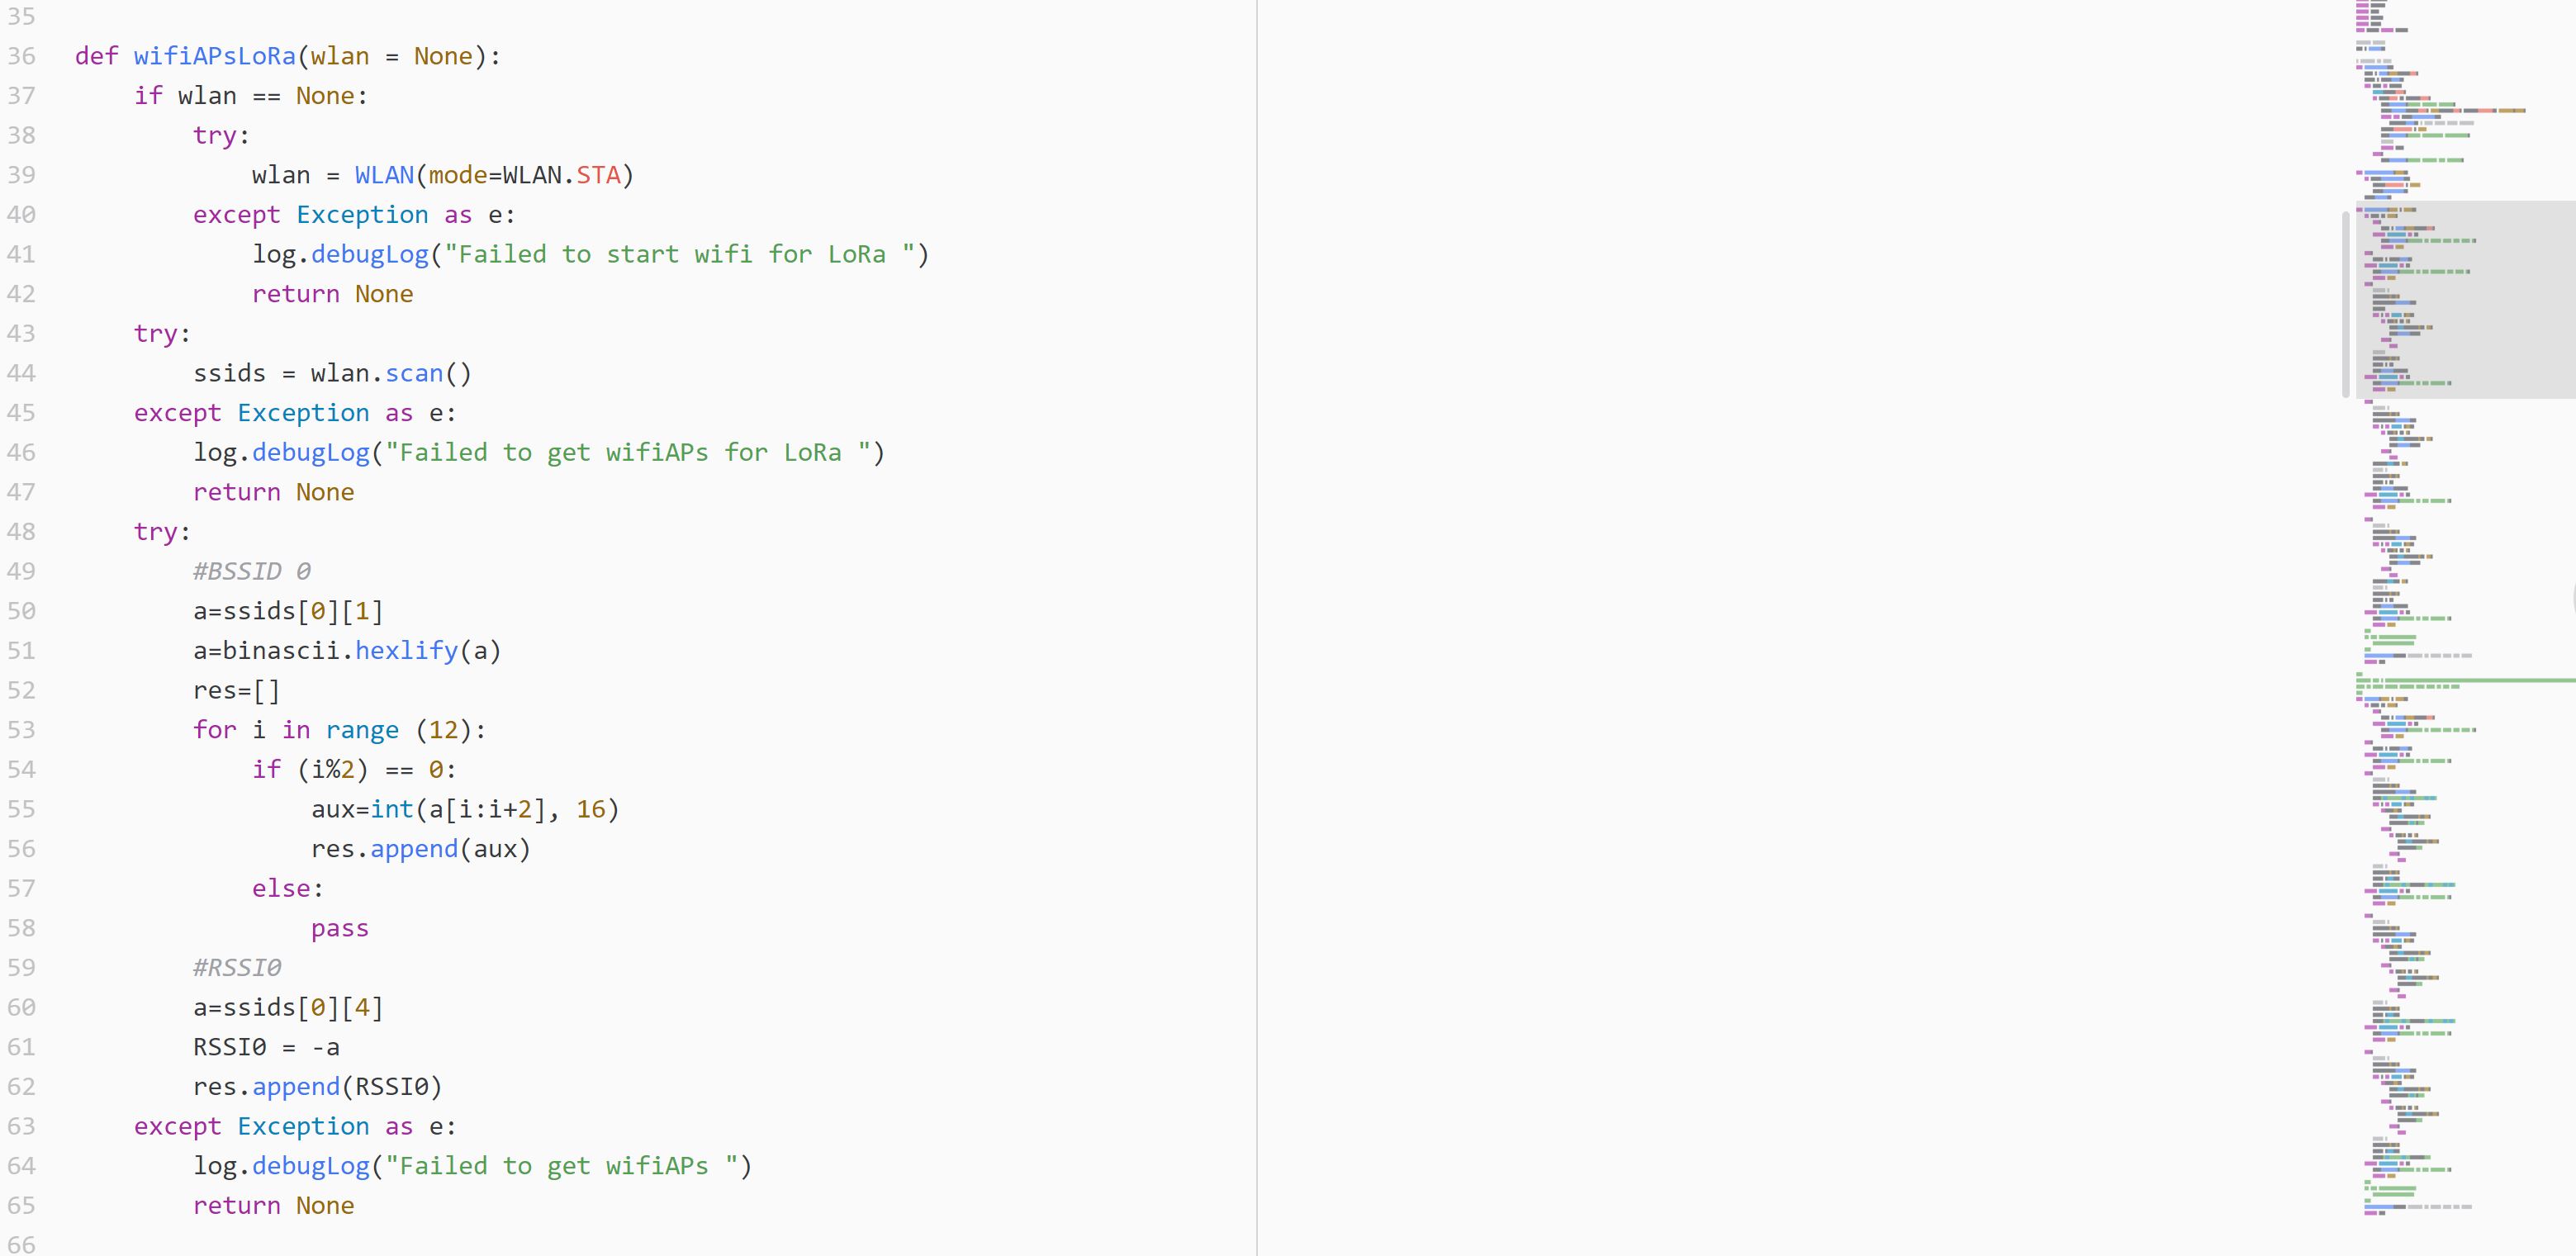 35
36 def wifiAPsLoRa(wlan = None):
37     if wlan == None:
38         try:
39             wlan = WLAN(mode=WLAN.STA)
40         except Exception as e:
41             log.debugLog("Failed to start wifi for LoRa ")
42             return None
43     try:
44         ssids = wlan.scan()
45     except Exception as e:
46         log.debugLog("Failed to get wifiAPs for LoRa ")
47         return None
48     try:
49         #BSSID 0
50         a=ssids[0][1]
51         a=binascii.hexlify(a)
52         res=[]
53         for i in range (12):
54             if (i%2) == 0:
55                 aux=int(a[i:i+2], 16)
56                 res.append(aux)
57             else:
58                 pass
59         #RSSI0
60         a=ssids[0][4]
61         RSSI0 = -a
62         res.append(RSSI0)
63     except Exception as e:
64         log.debugLog("Failed to get wifiAPs ")
65         return None
66